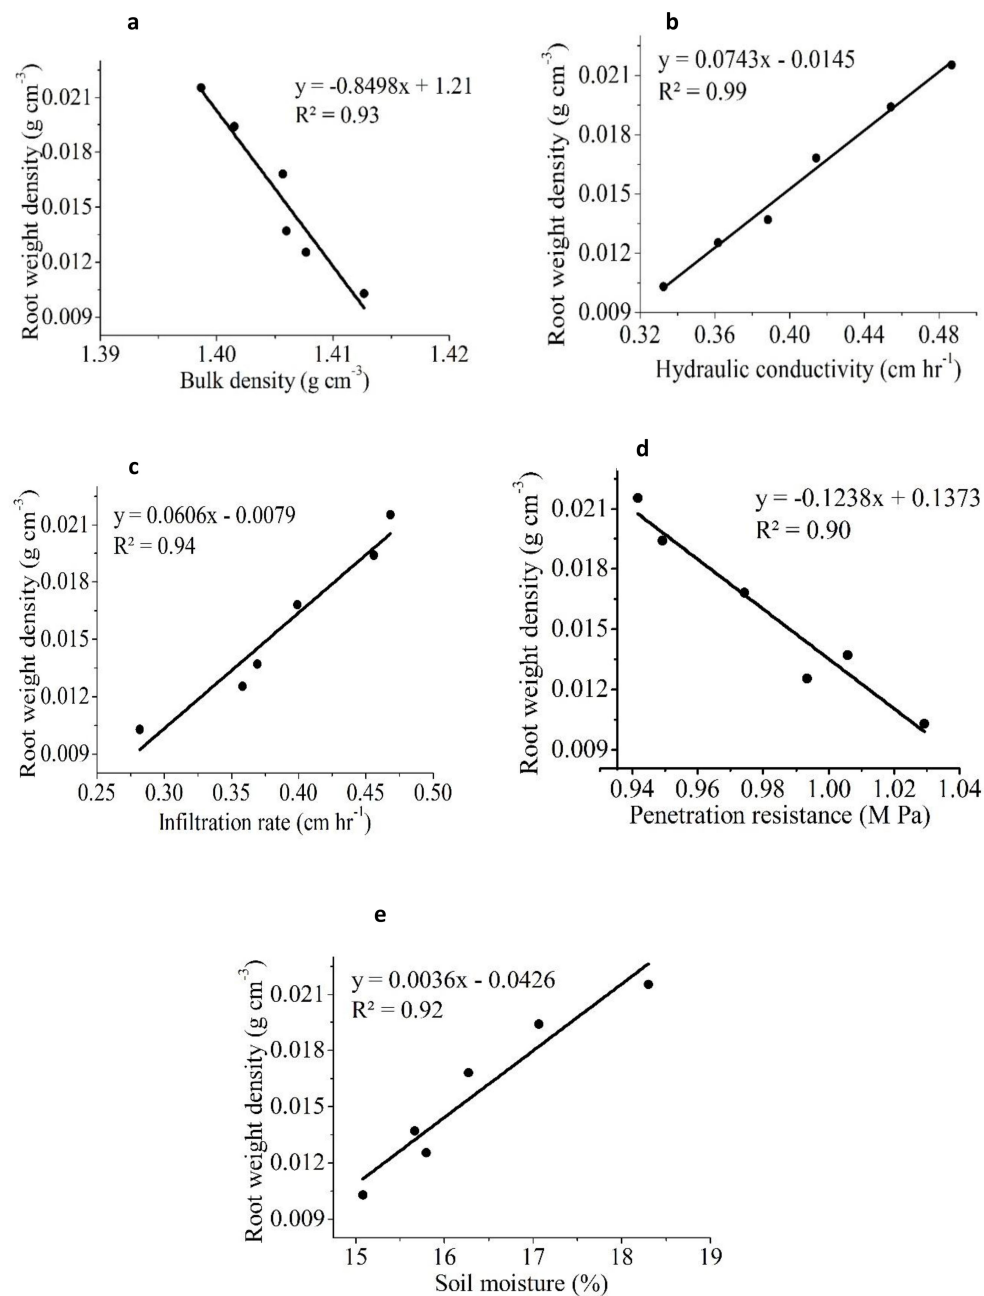 a
Root weight density (g cm⁻³)
y = -0.8498x + 1.21
R² = 0.93
0.021
0.018
0.015
0.012
0.009
1.39 1.40 1.41 1.42
Bulk density (g cm⁻³)
b
Root weight density (g cm⁻³)
y = 0.0743x - 0.0145
R² = 0.99
0.021
0.018
0.015
0.012
0.009
0.32 0.36 0.40 0.44 0.48
Hydraulic conductivity (cm hr⁻¹)
c
Root weight density (g cm⁻³)
y = 0.0606x - 0.0079
R² = 0.94
0.021
0.018
0.015
0.012
0.009
0.25 0.30 0.35 0.40 0.45 0.50
Infiltration rate (cm hr⁻¹)
d
Root weight density (g cm⁻³)
y = -0.1238x + 0.1373
R² = 0.90
0.021
0.018
0.015
0.012
0.009
0.94 0.96 0.98 1.00 1.02 1.04
Penetration resistance (M Pa)
e
Root weight density (g cm⁻³)
y = 0.0036x - 0.0426
R² = 0.92
0.021
0.018
0.015
0.012
0.009
15 16 17 18 19
Soil moisture (%)